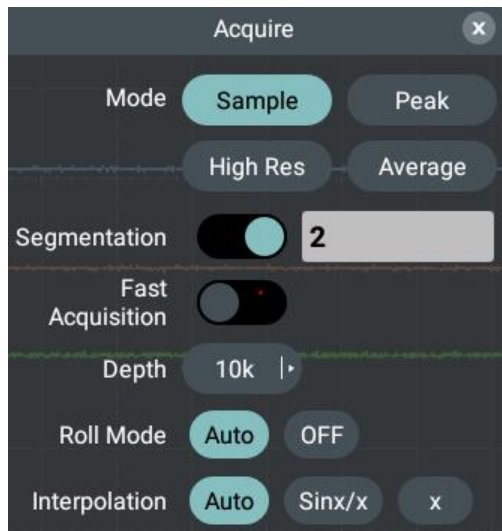 Acquire x
Mode Sample Peak
High Res Average
Segmentation 2
Fast
Acquisition
Depth 10k
Roll Mode Auto OFF
Interpolation Auto Sinx/x x